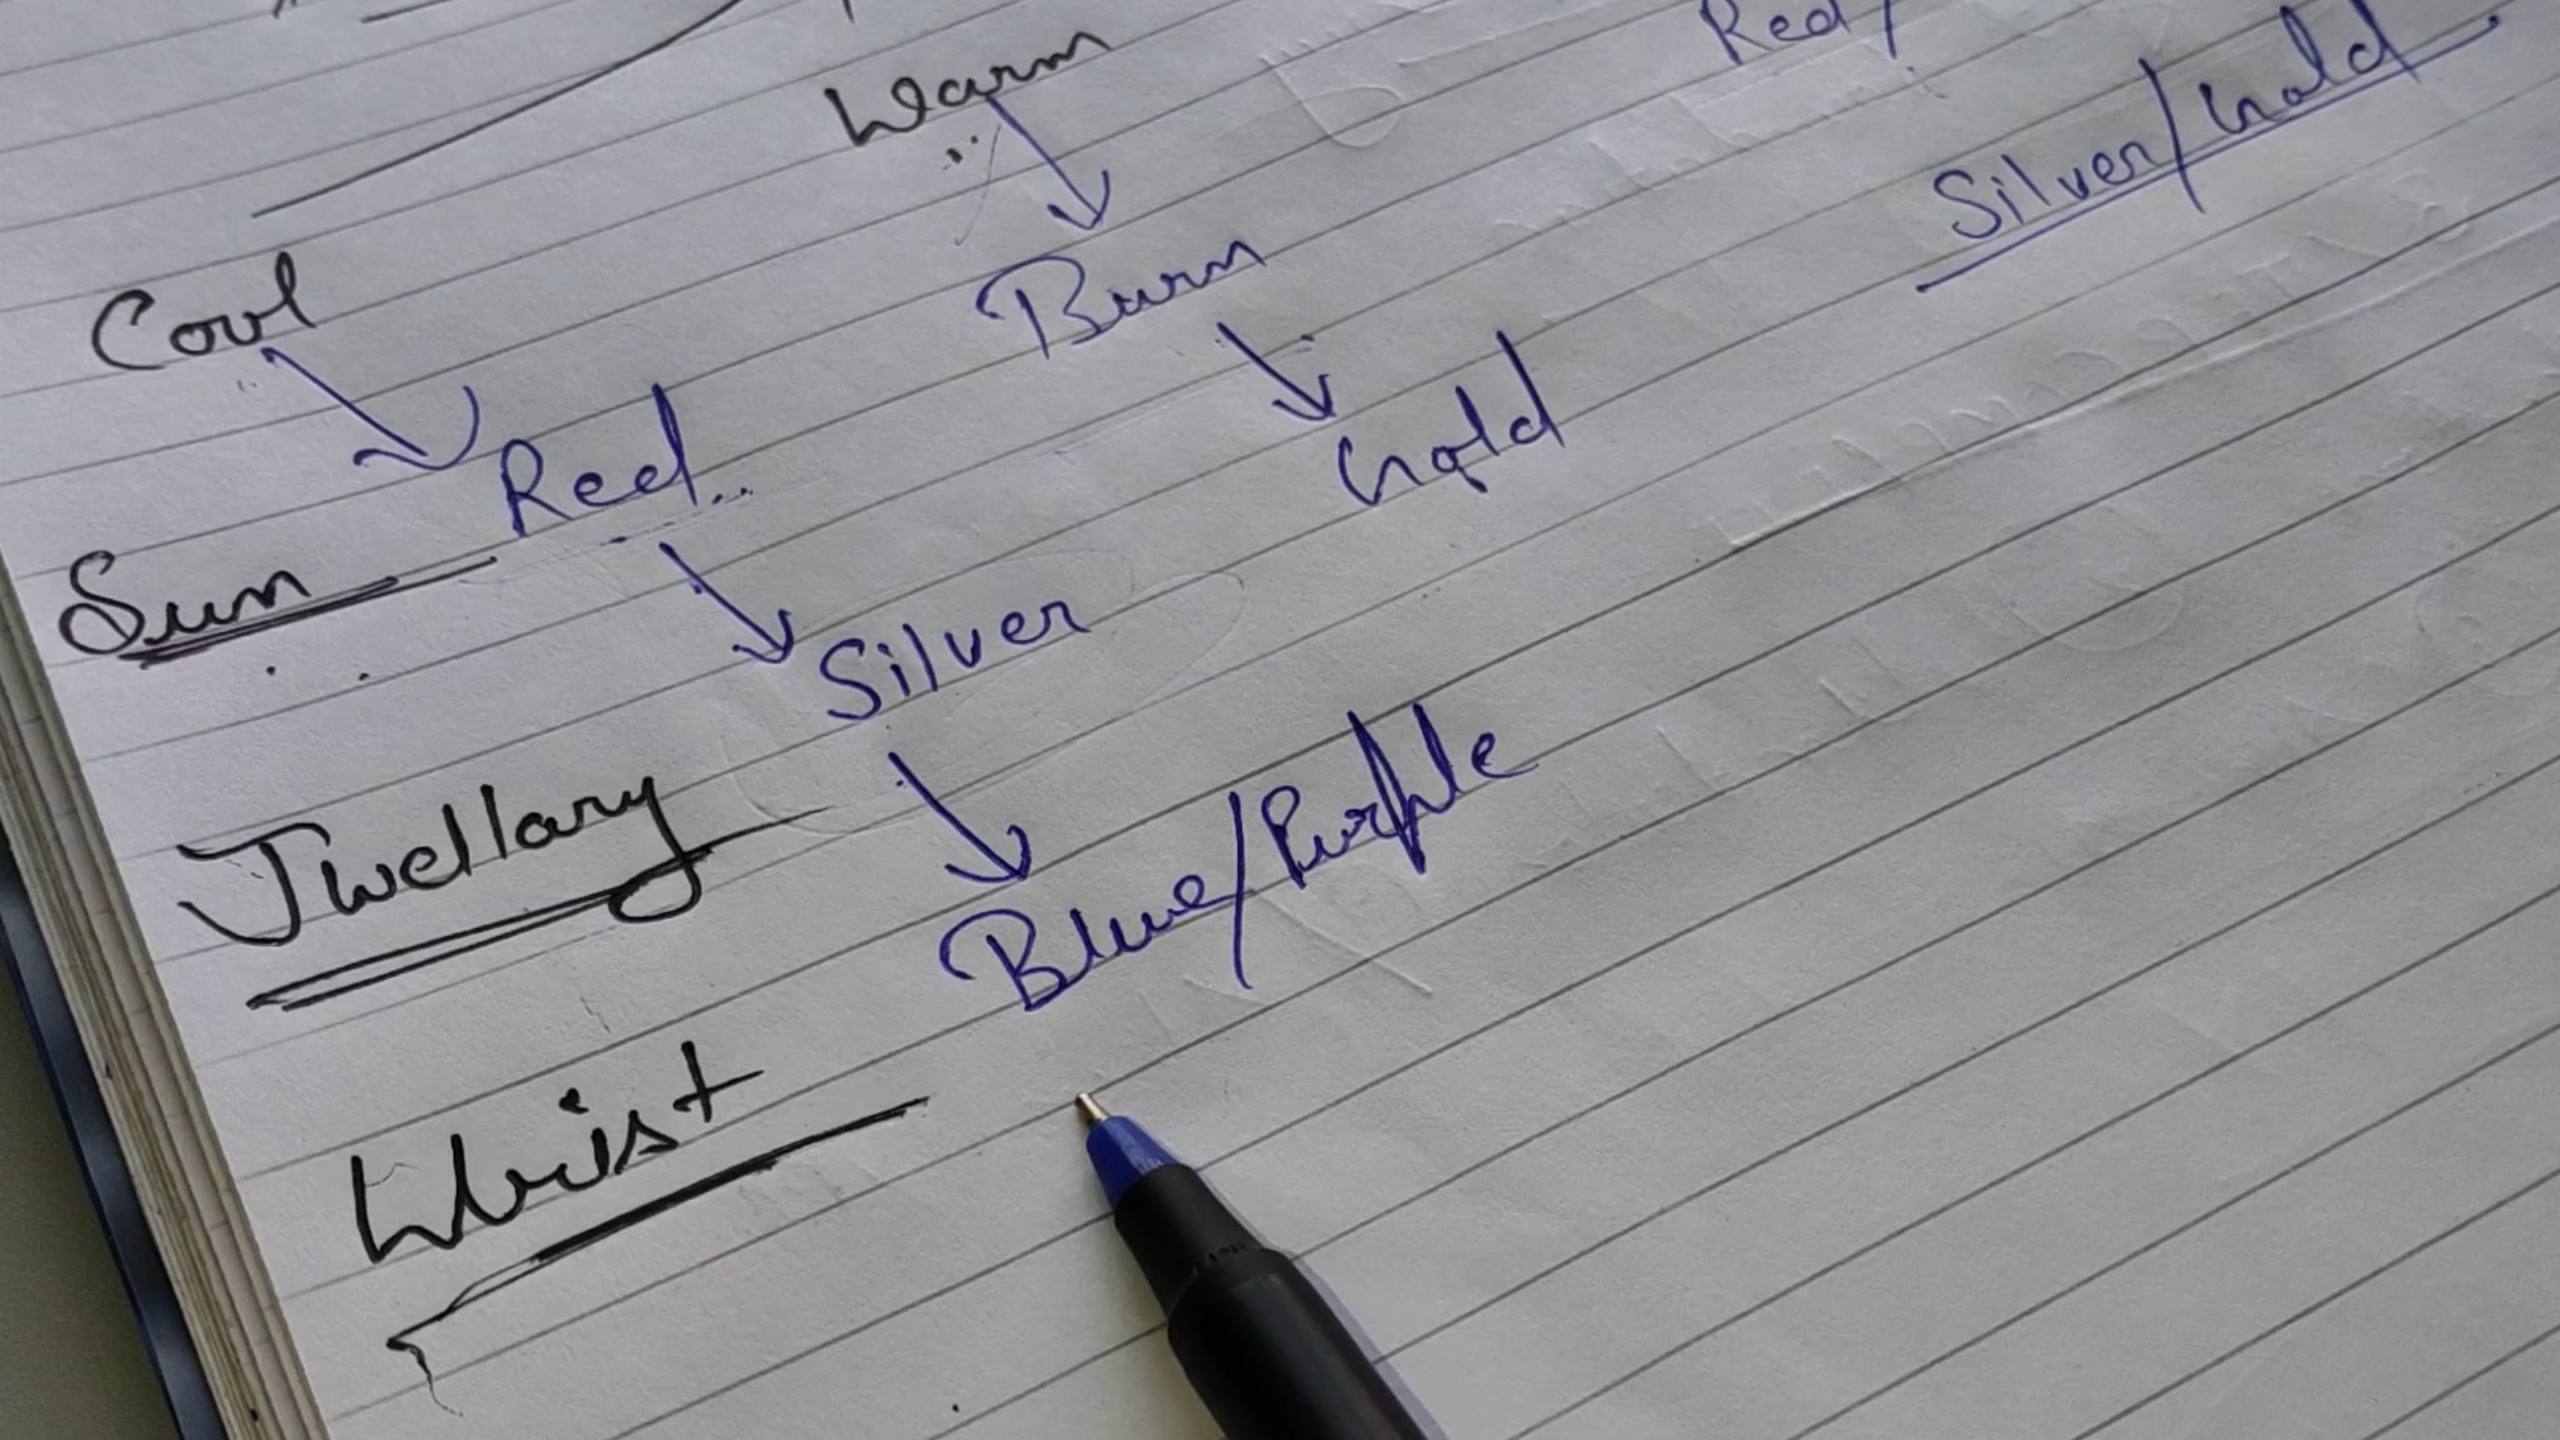 Warm
Red/
Cool
Burn
Silver/Gold
Sun
Red
Gold
Silver
Jwellary
Blue/Purple
Wrist